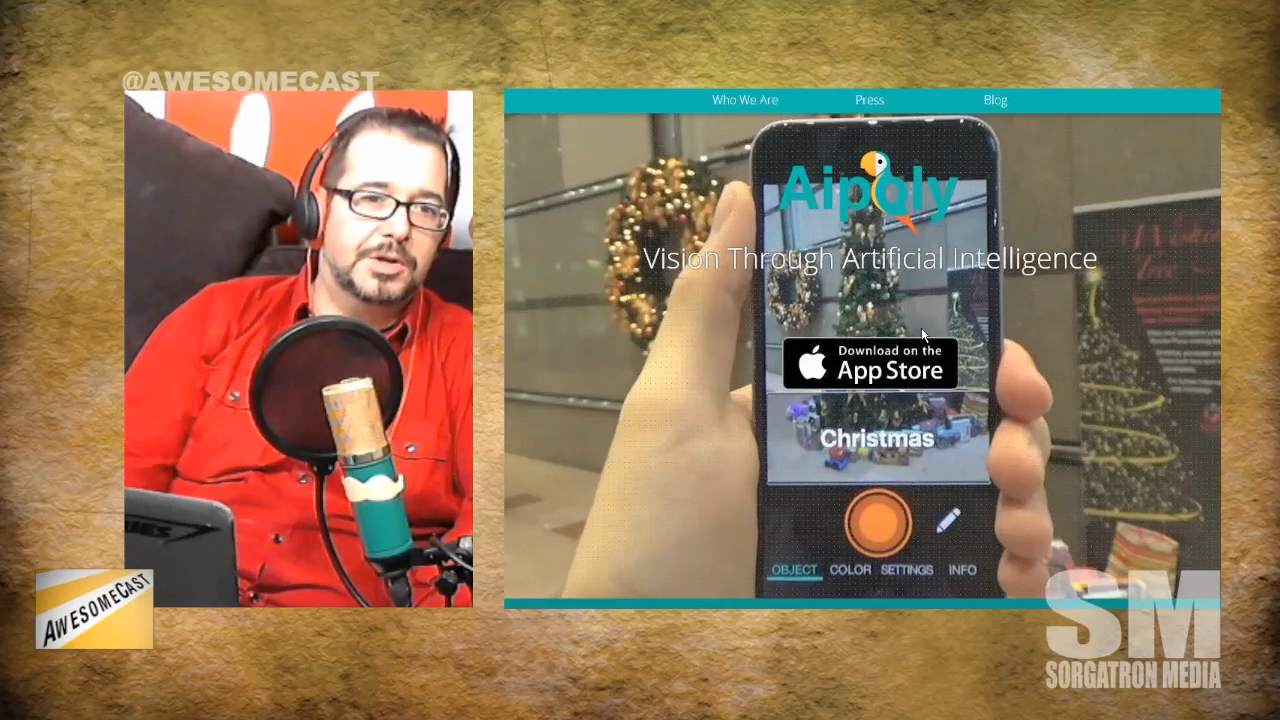 @AWESOMECAST
Who We Are
Press
Blog
Aipoly
Vision Through Artificial Intelligence
Download on the
App Store
Christmas
OBJECT
COLOR
SETTINGS
INFO
AWESOMECAST
SM
SORGATRON MEDIA